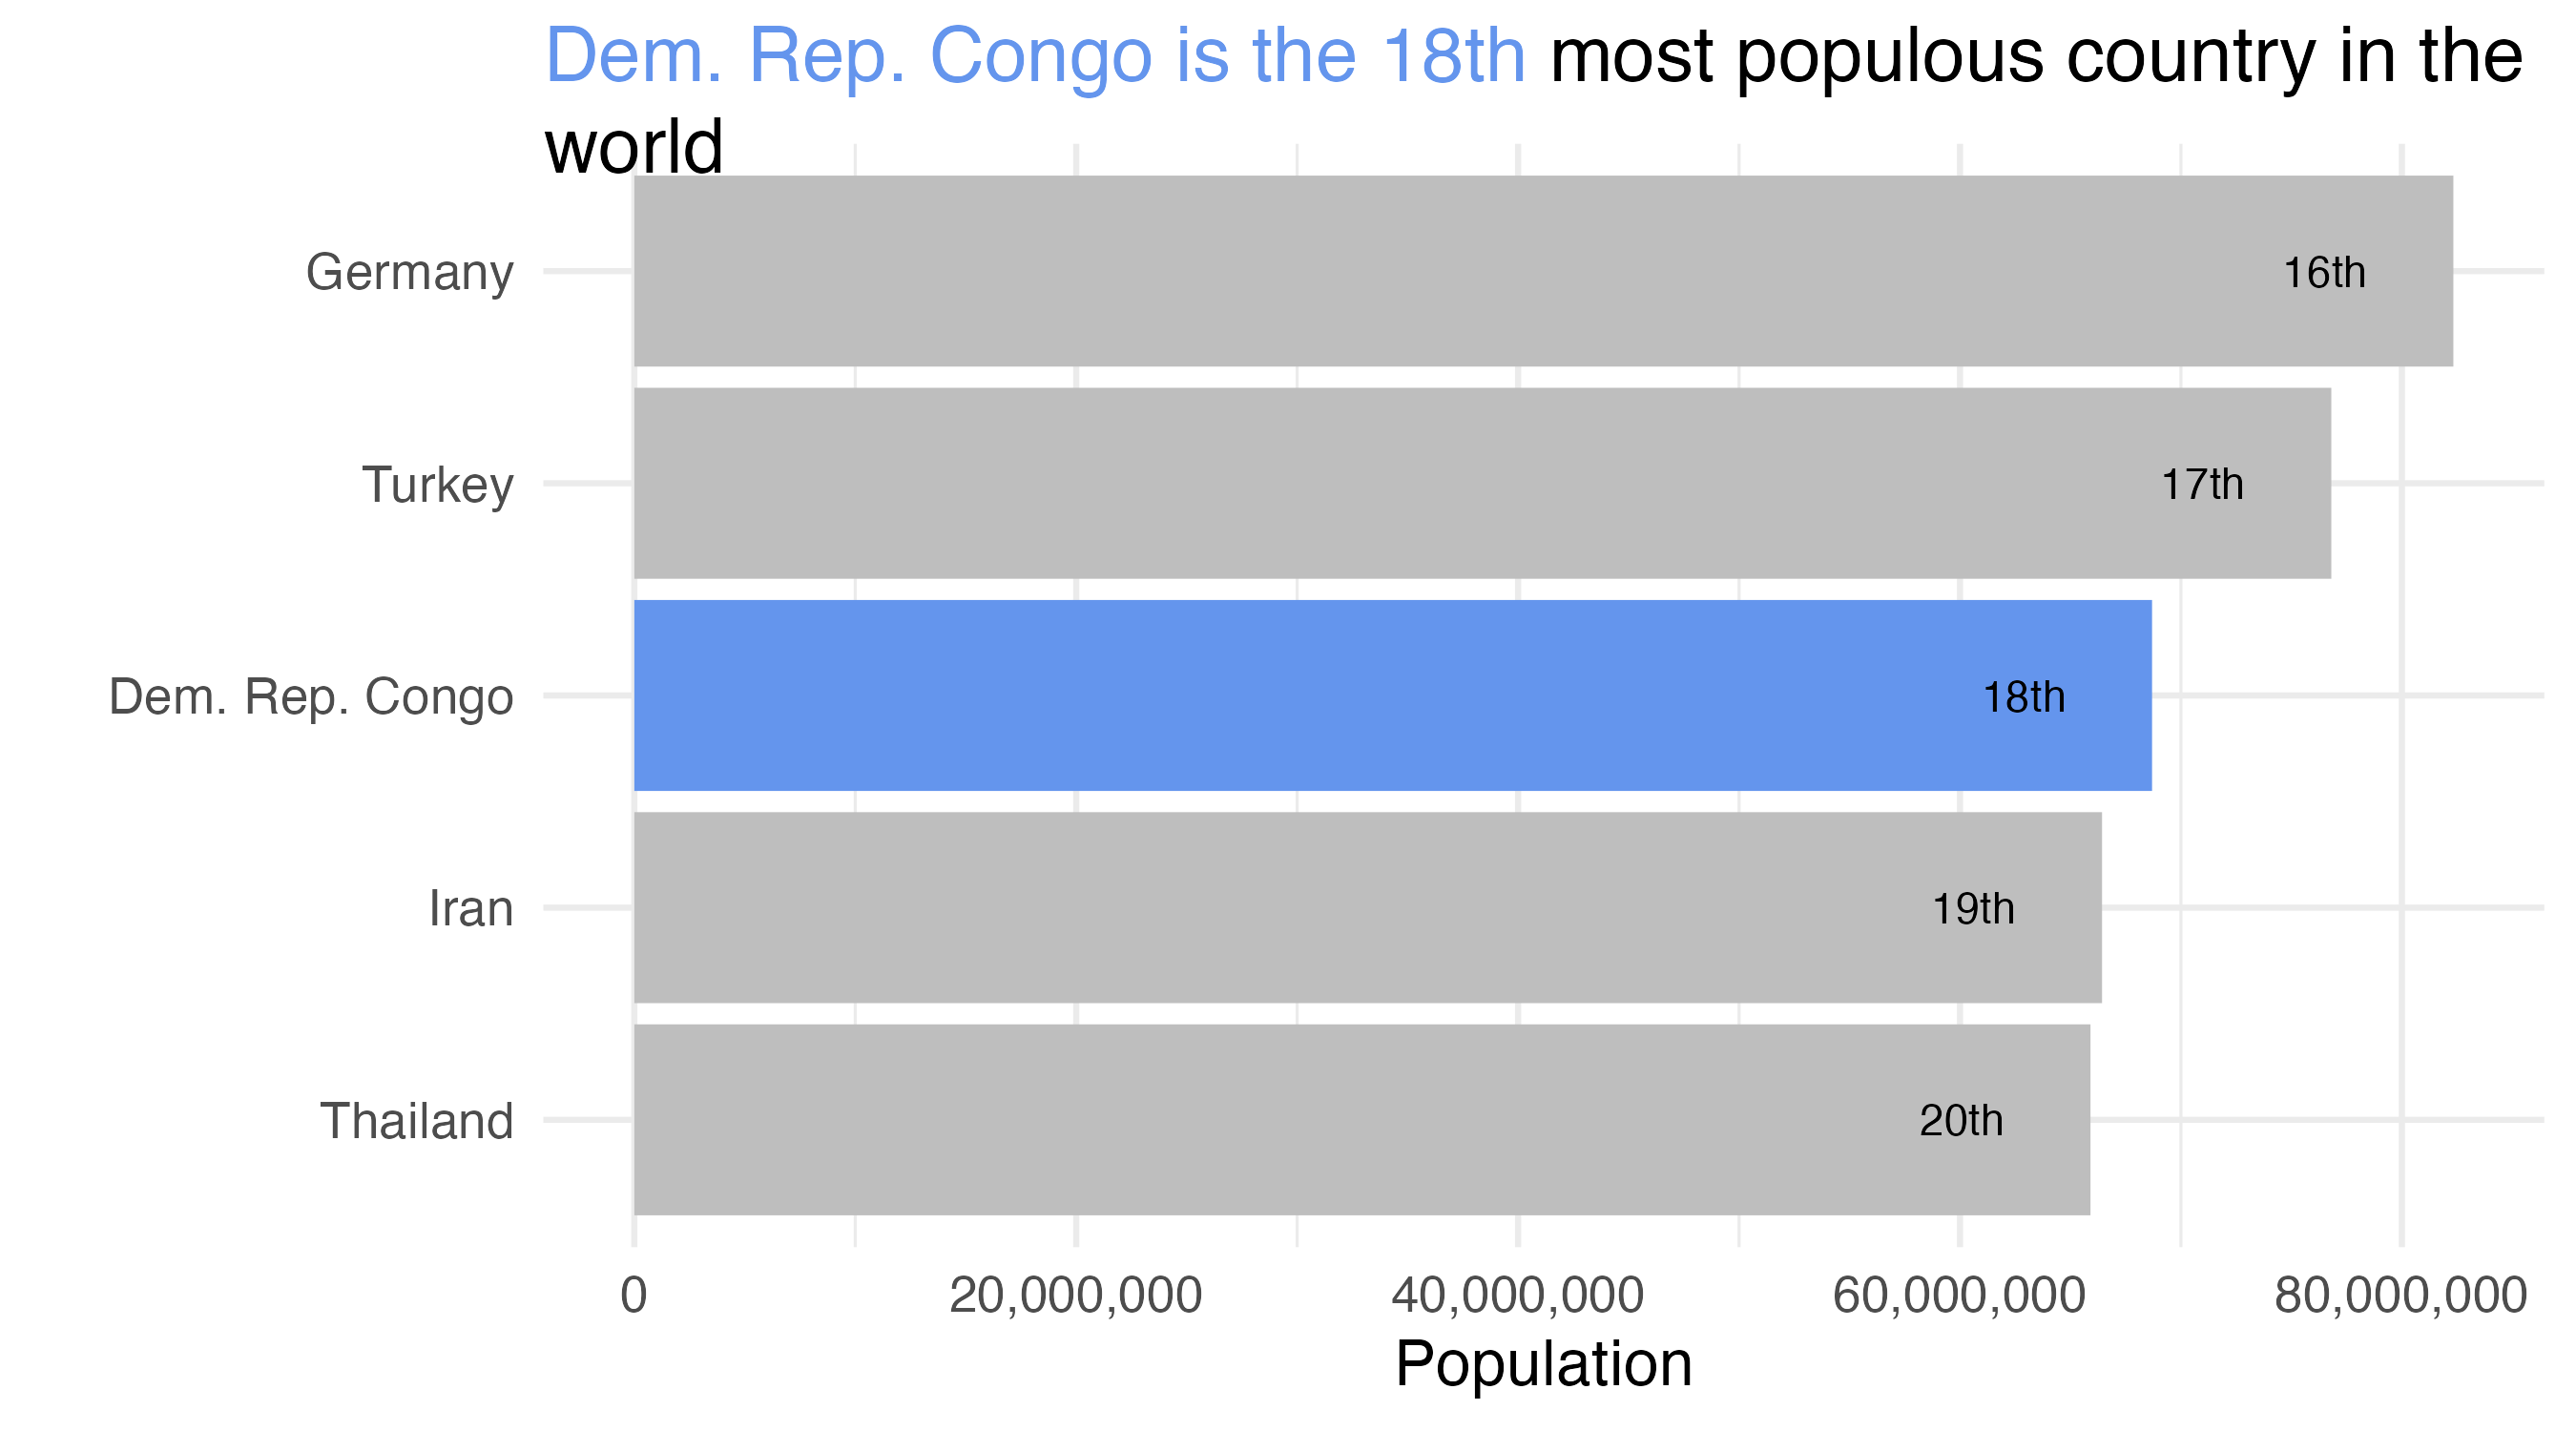 Dem. Rep. Congo is the 18th most populous country in the
world
Germany
16th
Turkey
17th
Dem. Rep. Congo
18th
Iran
19th
Thailand
20th
0
20,000,000
40,000,000
60,000,000
80,000,000
Population